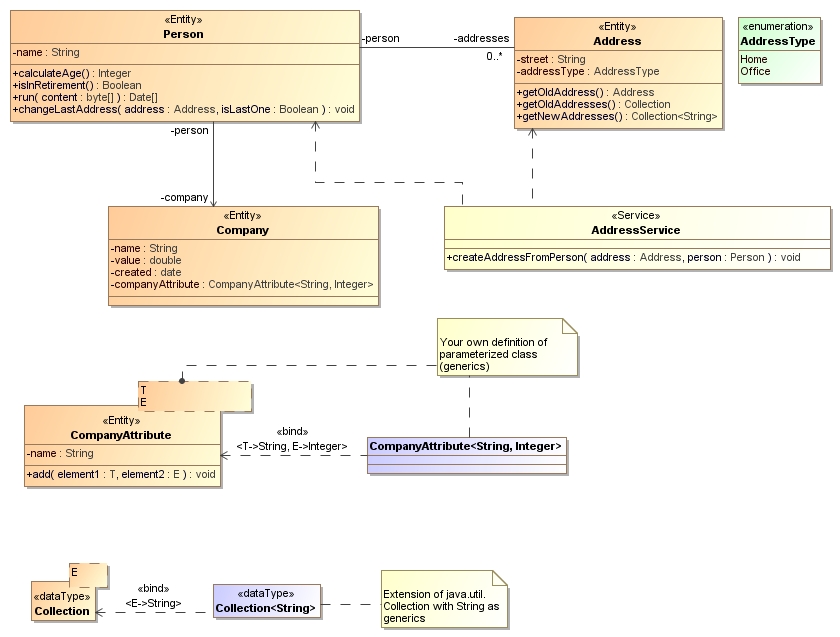 «Entity»
Person
-name : String
+calculateAge() : Integer
+isInRetirement() : Boolean
+run( content : byte[] ) : Date[]
+changeLastAddress( address : Address, isLastOne : Boolean ) : void
-person
-addresses
0..*
«Entity»
Address
-street : String
-addressType : AddressType
+getOldAddress() : Address
+getOldAddresses() : Collection
+getNewAddresses() : Collection<String>
«enumeration»
AddressType
Home
Office
-person
-company
«Entity»
Company
-name : String
-value : double
-created : date
-companyAttribute : CompanyAttribute<String, Integer>
«Service»
AddressService
+createAddressFromPerson( address : Address, person : Person ) : void
Your own definition of
parameterized class
(generics)
T
E
«Entity»
CompanyAttribute
-name : String
+add( element1 : T, element2 : E ) : void
«bind»
<T->String, E->Integer>
CompanyAttribute<String, Integer>
E
«dataType»
Collection
«bind»
<E->String>
«dataType»
Collection<String>
Extension of java.util.
Collection with String as
generics